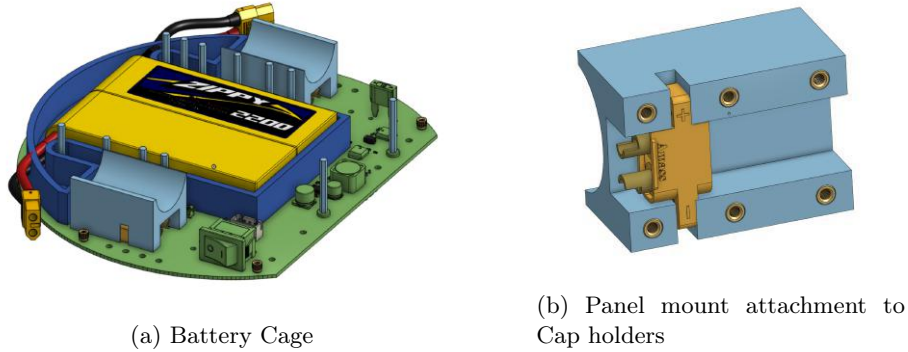 ZIPPY
2200
+
AMASS
−
(a) Battery Cage
(b) Panel mount attachment to
Cap holders